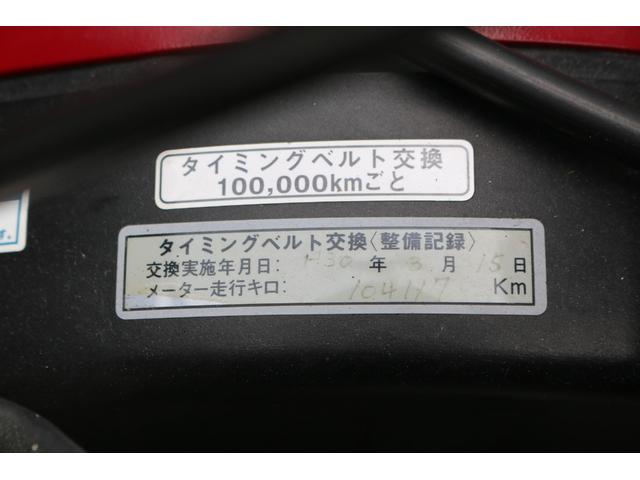 タイミングベルト交換
100,000kmごと
す。
タイミングベルト交換〈整備記録〉
交換実施年月日: H30 年 3 月 15 日
メーター走行キロ: 104117 Km